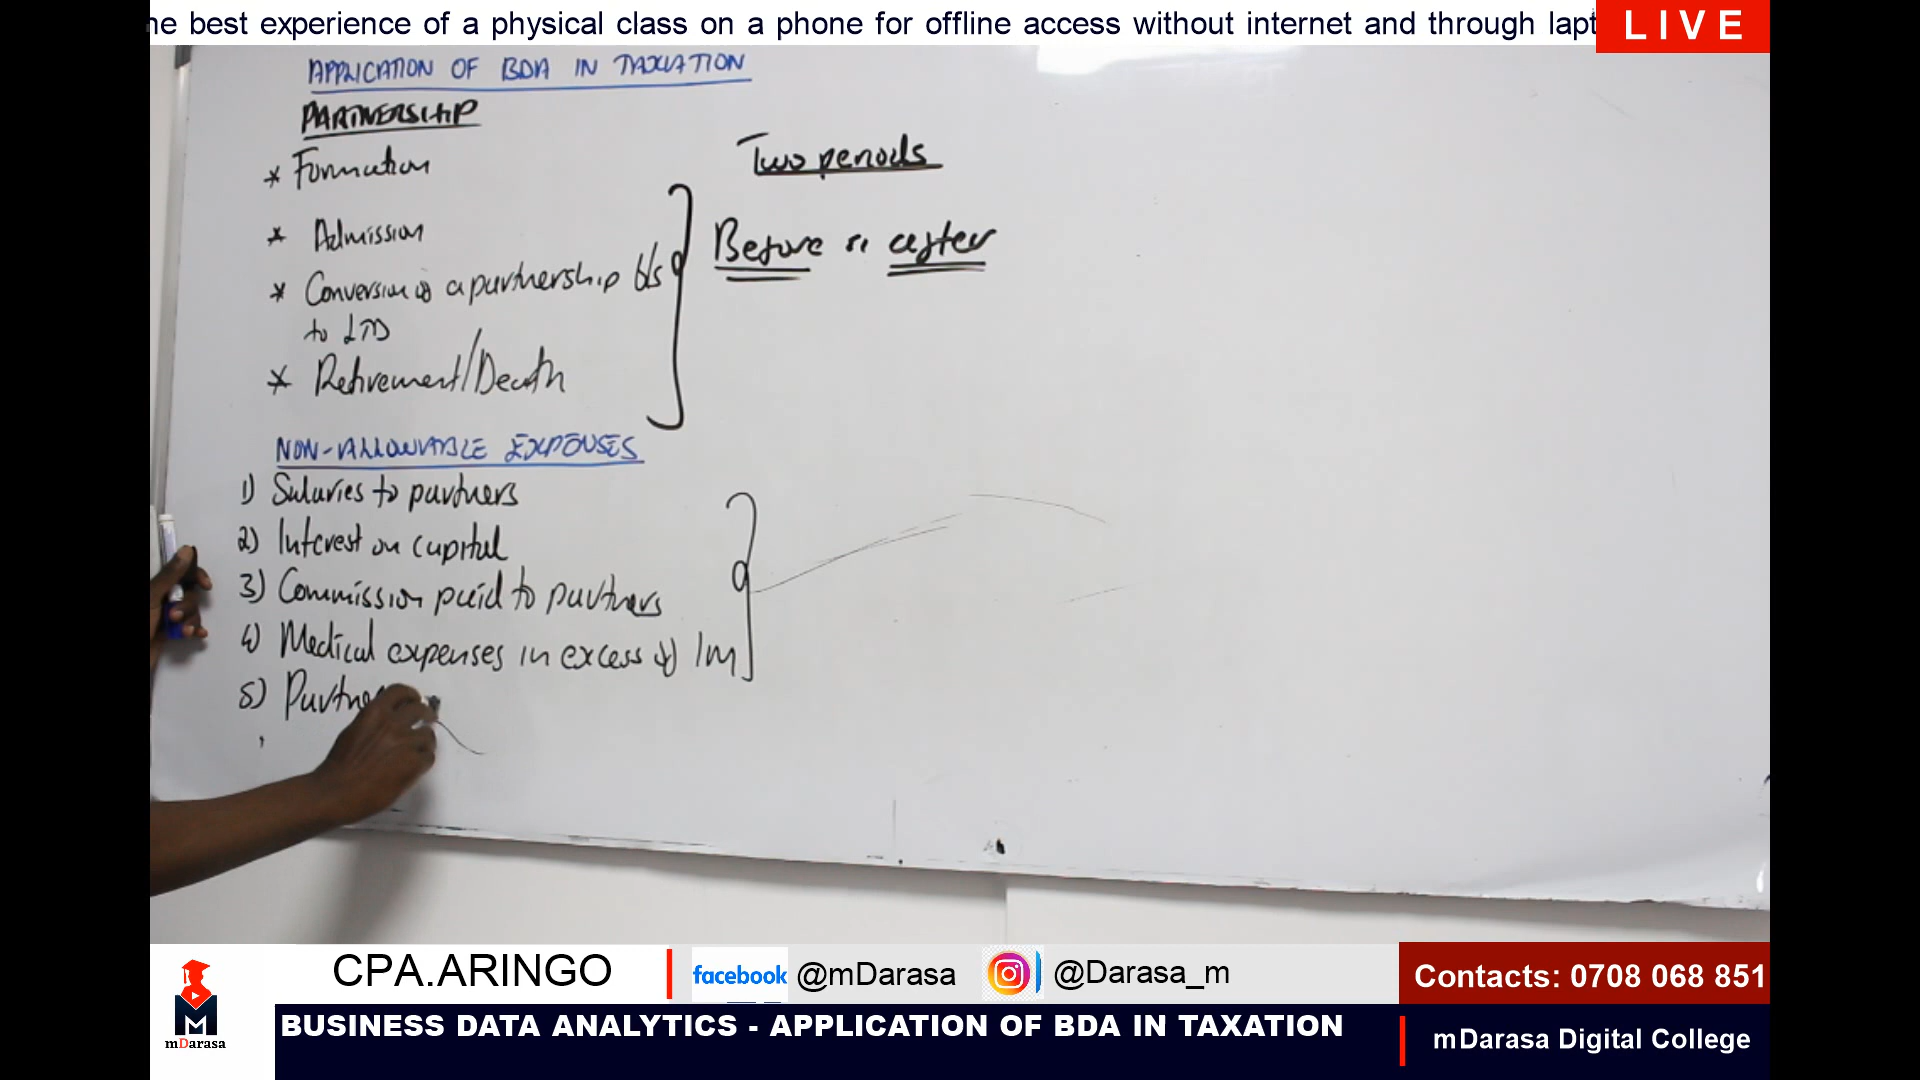 he best experience of a physical class on a phone for offline access without internet and through lapt
LIVE
APPLICATION OF BDA IN TAXATION
PARTNERSHIP
* Formation
Two periods
* Admission
Before & after
* Conversion of a partnership b/s
to LTD
* Retirement/Death
NON-ALLOWABLE EXPENSES
1) Salaries to partners
2) Interest on capital
3) Commission paid to partners
4) Medical expenses in excess of 1m
5) Partne
CPA.ARINGO
facebook @mDarasa
@Darasa_m
Contacts: 0708 068 851
mDarasa
BUSINESS DATA ANALYTICS - APPLICATION OF BDA IN TAXATION
mDarasa Digital College